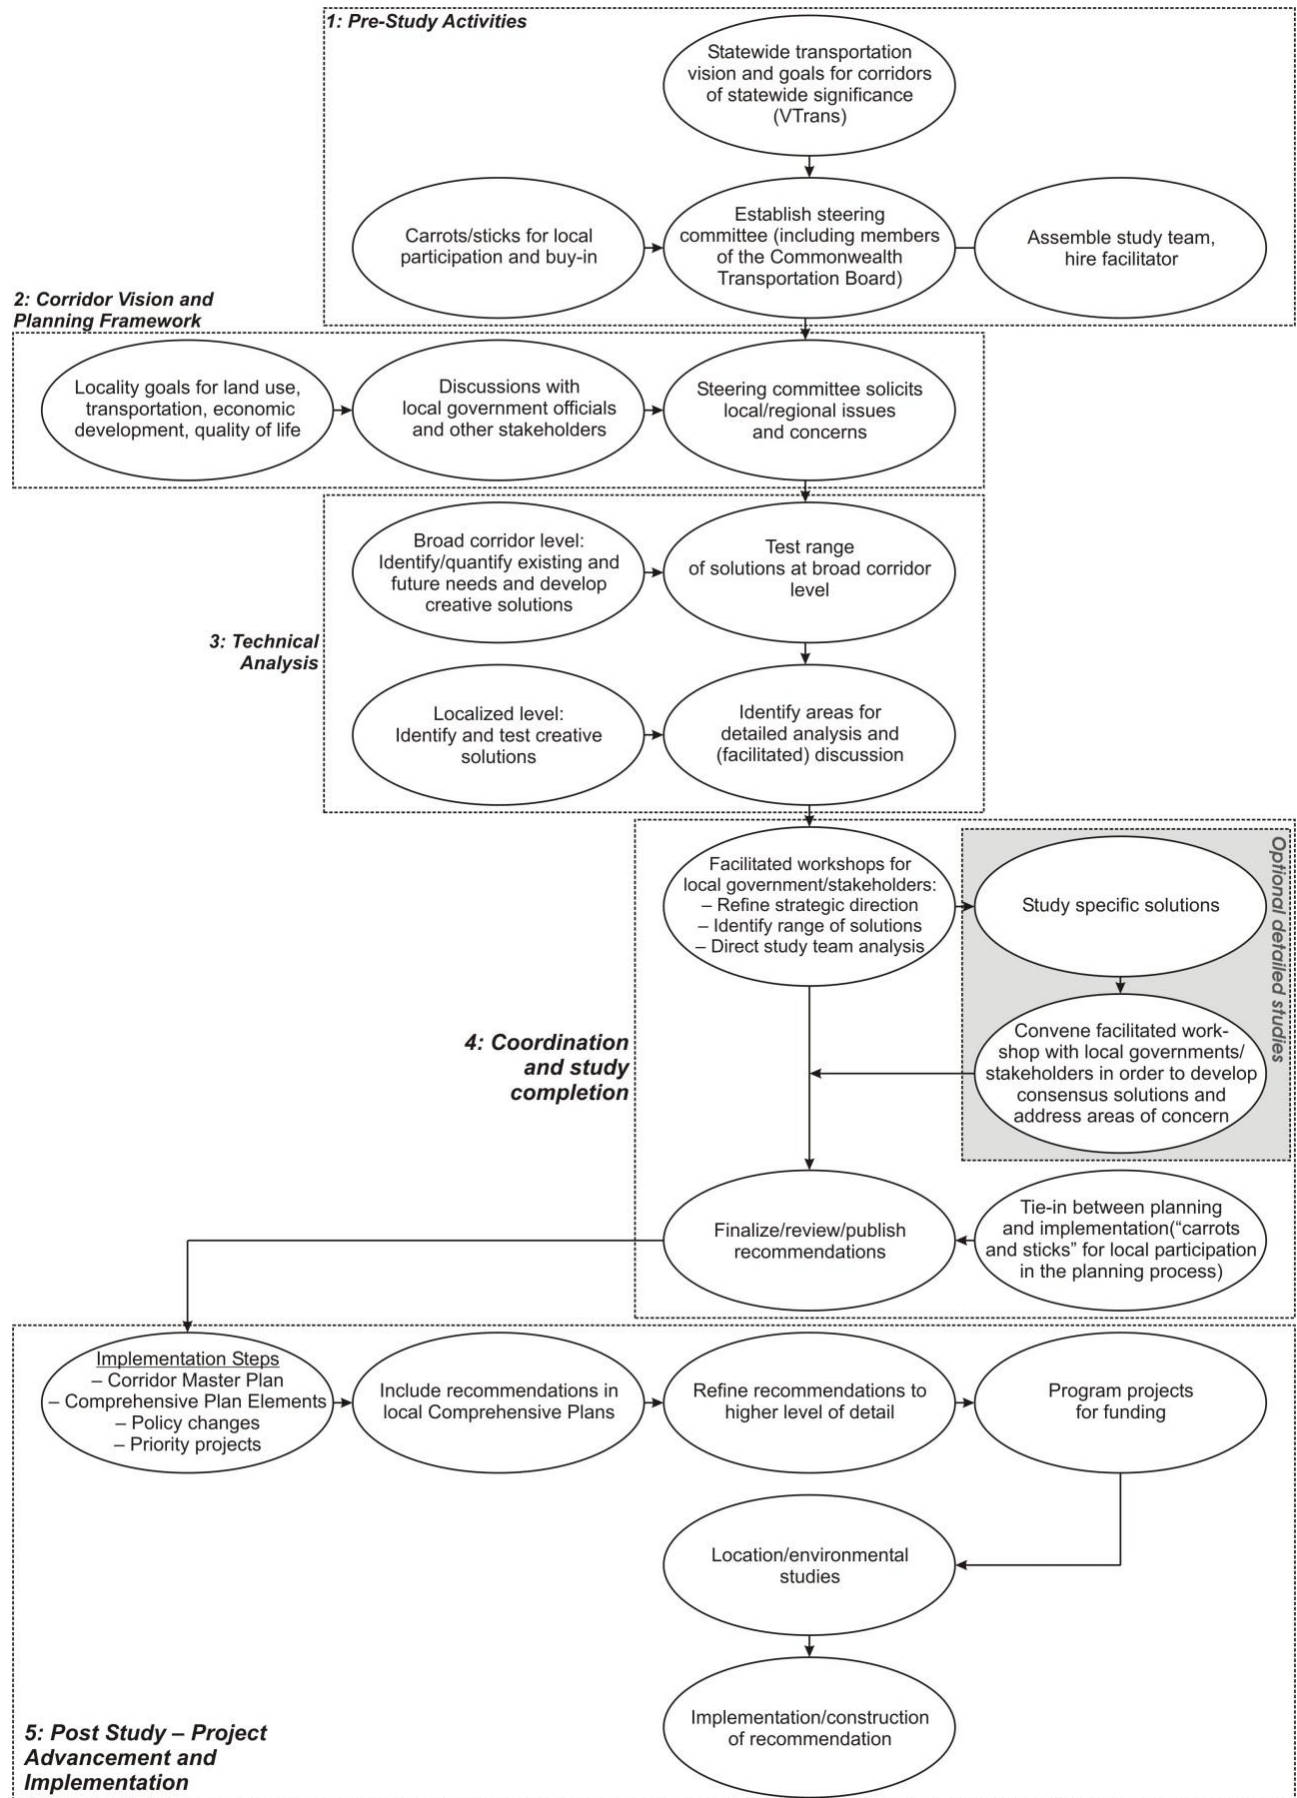 1: Pre-Study Activities
Statewide transportation
vision and goals for corridors
of statewide significance
(VTrans)
Carrots/sticks for local
participation and buy-in
Establish steering
committee (including members
of the Commonwealth
Transportation Board)
Assemble study team,
hire facilitator
2: Corridor Vision and
Planning Framework
Locality goals for land use,
transportation, economic
development, quality of life
Discussions with
local government officials
and other stakeholders
Steering committee solicits
local/regional issues
and concerns
3: Technical
Analysis
Broad corridor level:
Identify/quantify existing and
future needs and develop
creative solutions
Test range
of solutions at broad corridor
level
Localized level:
Identify and test creative
solutions
Identify areas for
detailed analysis and
(facilitated) discussion
4: Coordination
and study
completion
Facilitated workshops for
local government/stakeholders:
– Refine strategic direction
– Identify range of solutions
– Direct study team analysis
Optional detailed studies
Study specific solutions
Convene facilitated work-
shop with local governments/
stakeholders in order to develop
consensus solutions and
address areas of concern
Finalize/review/publish
recommendations
Tie-in between planning
and implementation(“carrots
and sticks” for local participation
in the planning process)
Implementation Steps
– Corridor Master Plan
– Comprehensive Plan Elements
– Policy changes
– Priority projects
Include recommendations in
local Comprehensive Plans
Refine recommendations to
higher level of detail
Program projects
for funding
Location/environmental
studies
Implementation/construction
of recommendation
5: Post Study – Project
Advancement and
Implementation